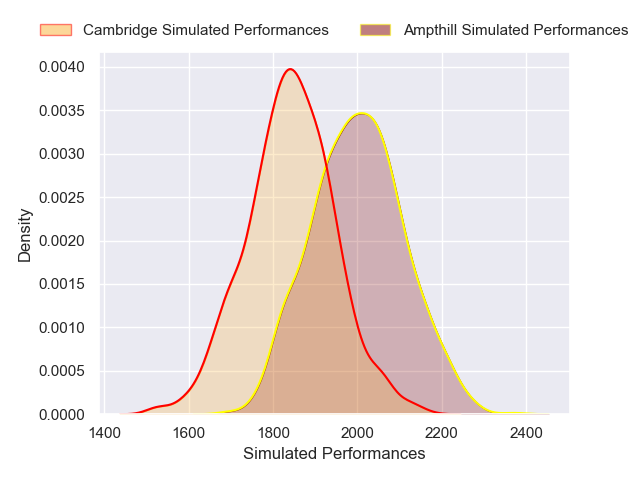 Cambridge Simulated Performances Ampthill Simulated Performances
0.0040
0.0035
0.0030
0.0025
0.0020
0.0015
0.0010
0.0005
0.0000
Density
1400 1600 1800 2000 2200 2400
Simulated Performances